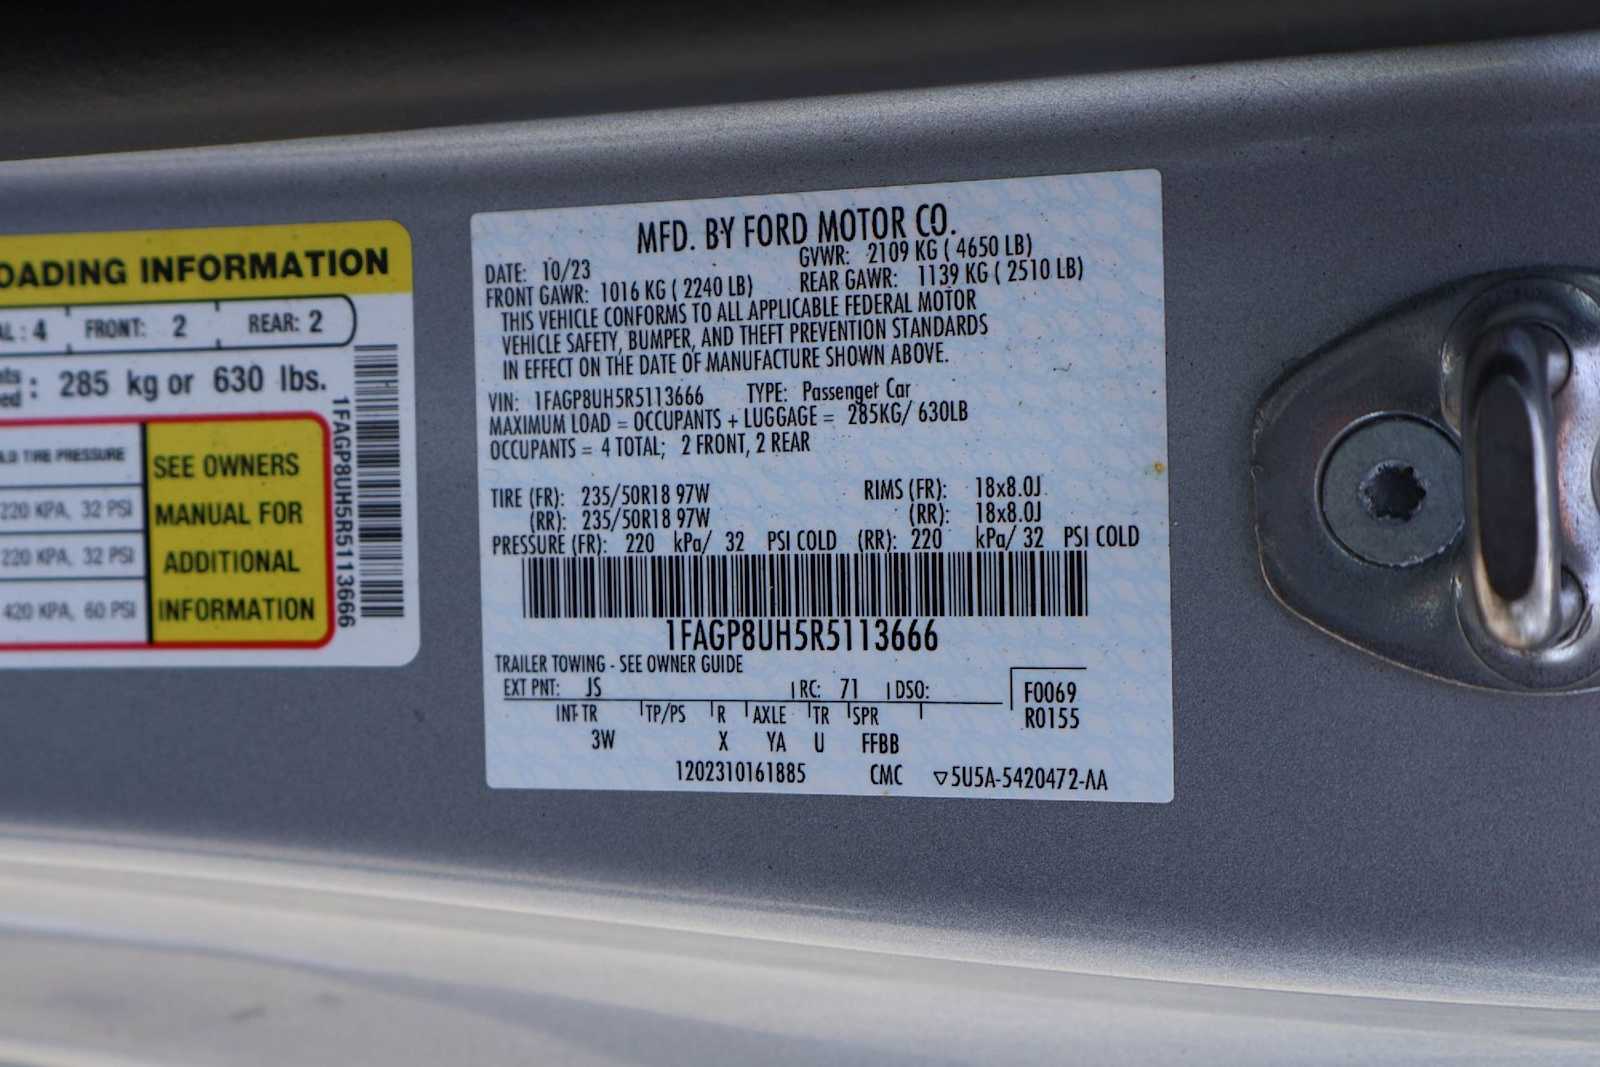 OADING INFORMATION
AL : 4 FRONT: 2 REAR: 2
: 285 kg or 630 lbs.
TIRE PRESSURE
220 KPA, 32 PSI
220 KPA, 32 PSI
420 KPA, 60 PSI
SEE OWNERS
MANUAL FOR
ADDITIONAL
INFORMATION
1FAGP8UH5R5113666
MFD. BY FORD MOTOR CO.
DATE: 10/23 GVWR: 2109 KG ( 4650 LB)
FRONT GAWR: 1016 KG ( 2240 LB) REAR GAWR: 1139 KG ( 2510 LB)
THIS VEHICLE CONFORMS TO ALL APPLICABLE FEDERAL MOTOR
VEHICLE SAFETY, BUMPER, AND THEFT PREVENTION STANDARDS
IN EFFECT ON THE DATE OF MANUFACTURE SHOWN ABOVE.
VIN: 1FAGP8UH5R5113666 TYPE: Passenger Car
MAXIMUM LOAD = OCCUPANTS + LUGGAGE = 285KG/ 630LB
OCCUPANTS = 4 TOTAL; 2 FRONT, 2 REAR
TIRE (FR): 235/50R18 97W RIMS (FR): 18x8.0J
(RR): 235/50R18 97W (RR): 18x8.0J
PRESSURE (FR): 220 kPa/ 32 PSI COLD (RR): 220 kPa/ 32 PSI COLD
1FAGP8UH5R5113666
TRAILER TOWING - SEE OWNER GUIDE
EXT PNT: JS RC: 71 DSO: F0069
INT TR TP/PS R AXLE TR SPR R0155
3W X YA U FFBB
1202310161885 CMC ▽5U5A-5420472-AA